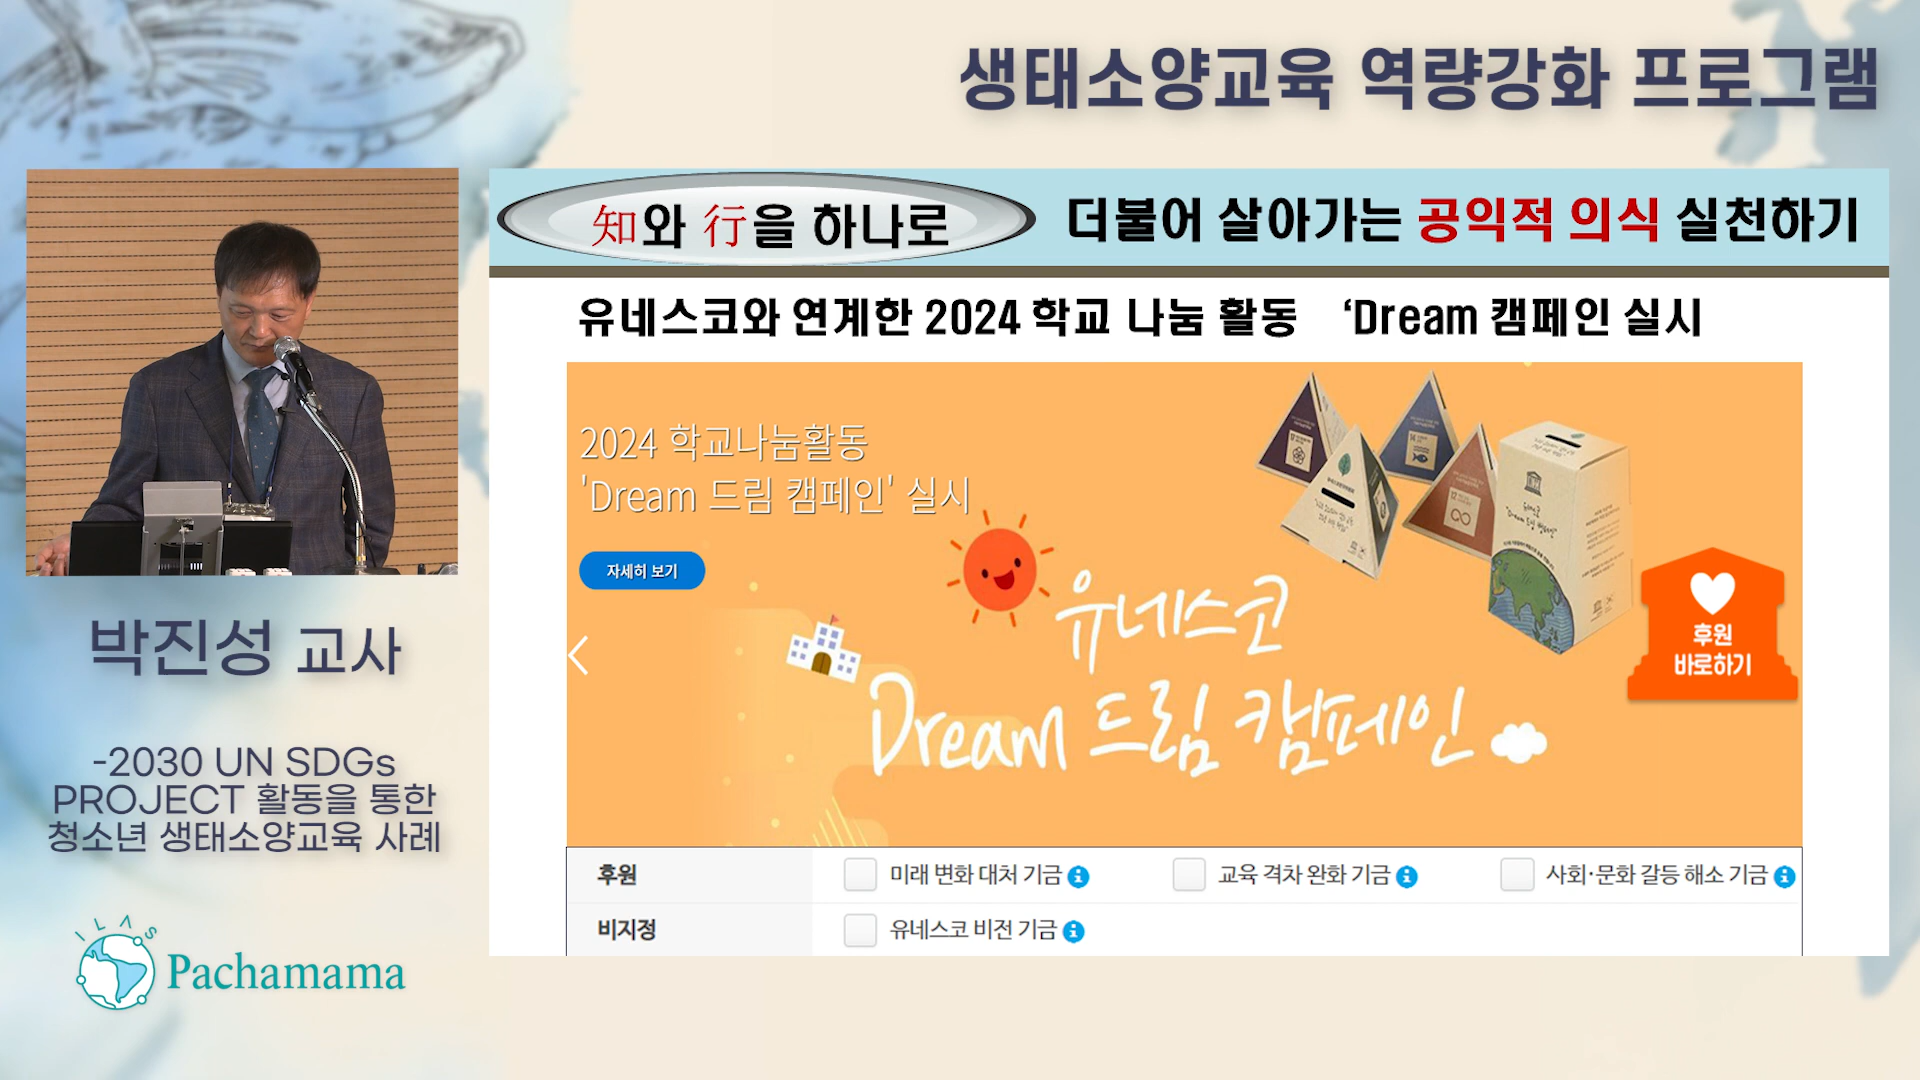 생태소양교육 역량강화 프로그램
知와 行을 하나로
더불어 살아가는 공익적 의식 실천하기
유네스코와 연계한 2024 학교 나눔 활동 ‘Dream 캠페인 실시
2024 학교나눔활동
'Dream 드림 캠페인' 실시
자세히 보기
유네스코
Dream 드림 캠페인
후원
바로하기
후원
미래 변화 대처 기금
교육 격차 완화 기금
사회·문화 갈등 해소 기금
비지정
유네스코 비전 기금
박진성 교사
-2030 UN SDGs
PROJECT 활동을 통한
청소년 생태소양교육 사례
ILAS
Pachamama